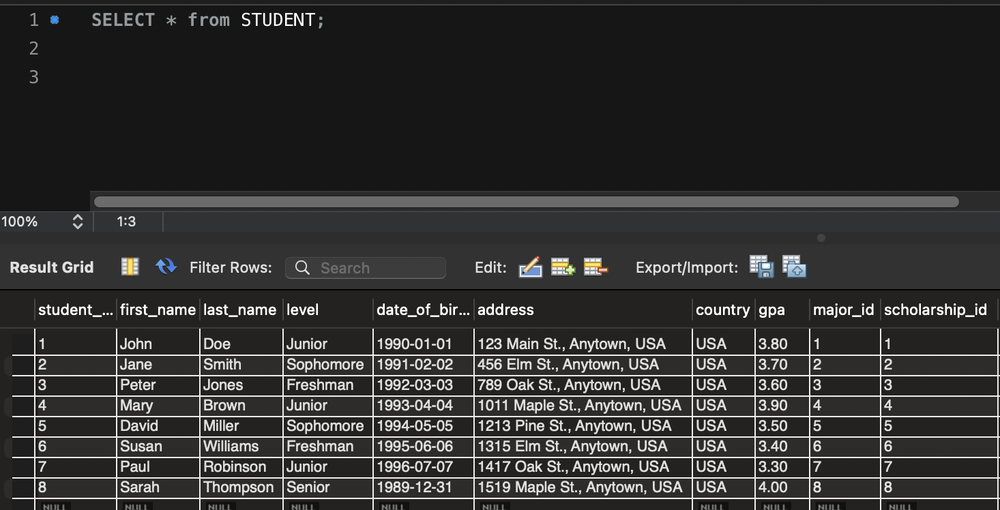 1 SELECT * from STUDENT;
2
3
100% 1:3
Result Grid Filter Rows: Search Edit: Export/Import:
student_... first_name last_name level date_of_bir... address country gpa major_id scholarship_id
1 John Doe Junior 1990-01-01 123 Main St., Anytown, USA USA 3.80 1 1
2 Jane Smith Sophomore 1991-02-02 456 Elm St., Anytown, USA USA 3.70 2 2
3 Peter Jones Freshman 1992-03-03 789 Oak St., Anytown, USA USA 3.60 3 3
4 Mary Brown Junior 1993-04-04 1011 Maple St., Anytown, USA USA 3.90 4 4
5 David Miller Sophomore 1994-05-05 1213 Pine St., Anytown, USA USA 3.50 5 5
6 Susan Williams Freshman 1995-06-06 1315 Elm St., Anytown, USA USA 3.40 6 6
7 Paul Robinson Junior 1996-07-07 1417 Oak St., Anytown, USA USA 3.30 7 7
8 Sarah Thompson Senior 1989-12-31 1519 Maple St., Anytown, USA USA 4.00 8 8
NULL NULL NULL NULL NULL NULL NULL NULL NULL NULL